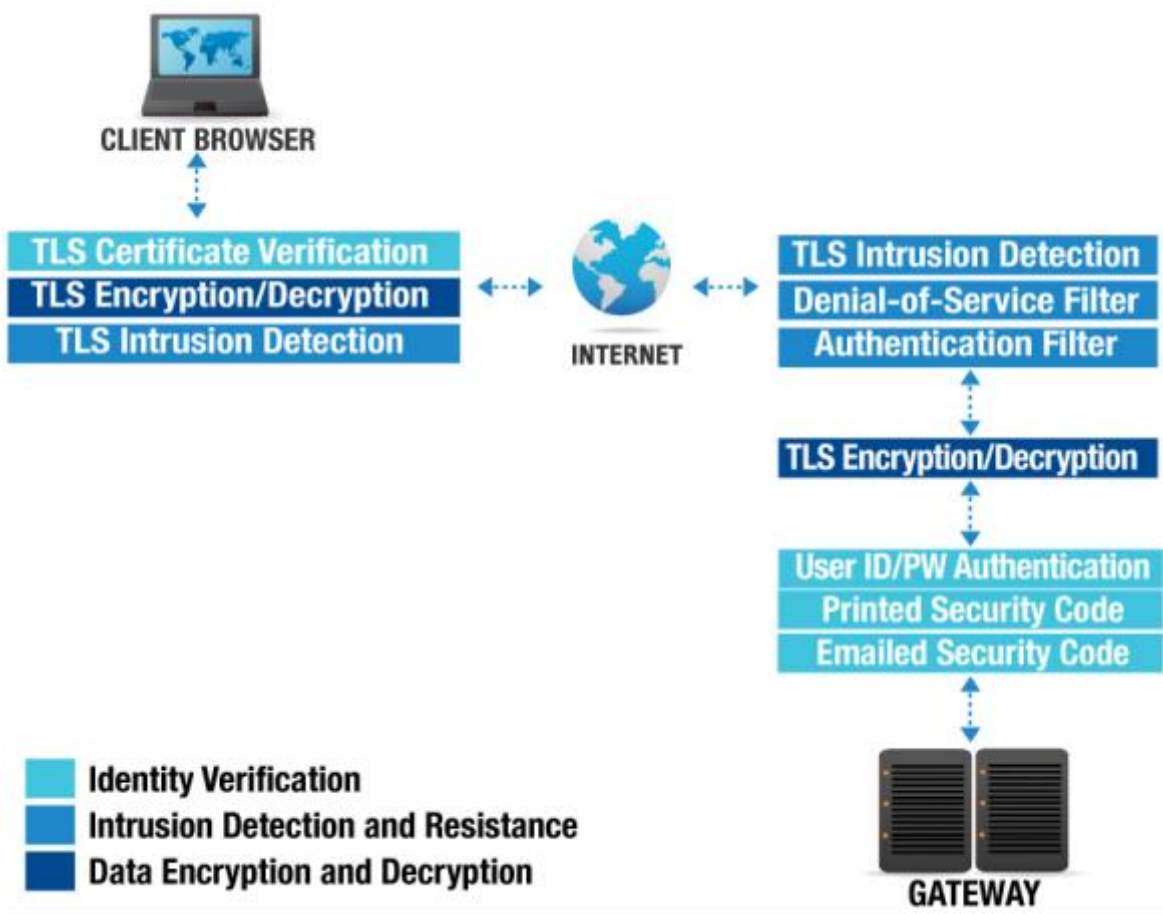 CLIENT BROWSER
TLS Certificate Verification
TLS Encryption/Decryption
TLS Intrusion Detection
INTERNET
TLS Intrusion Detection
Denial-of-Service Filter
Authentication Filter
TLS Encryption/Decryption
User ID/PW Authentication
Printed Security Code
Emailed Security Code
GATEWAY
Identity Verification
Intrusion Detection and Resistance
Data Encryption and Decryption